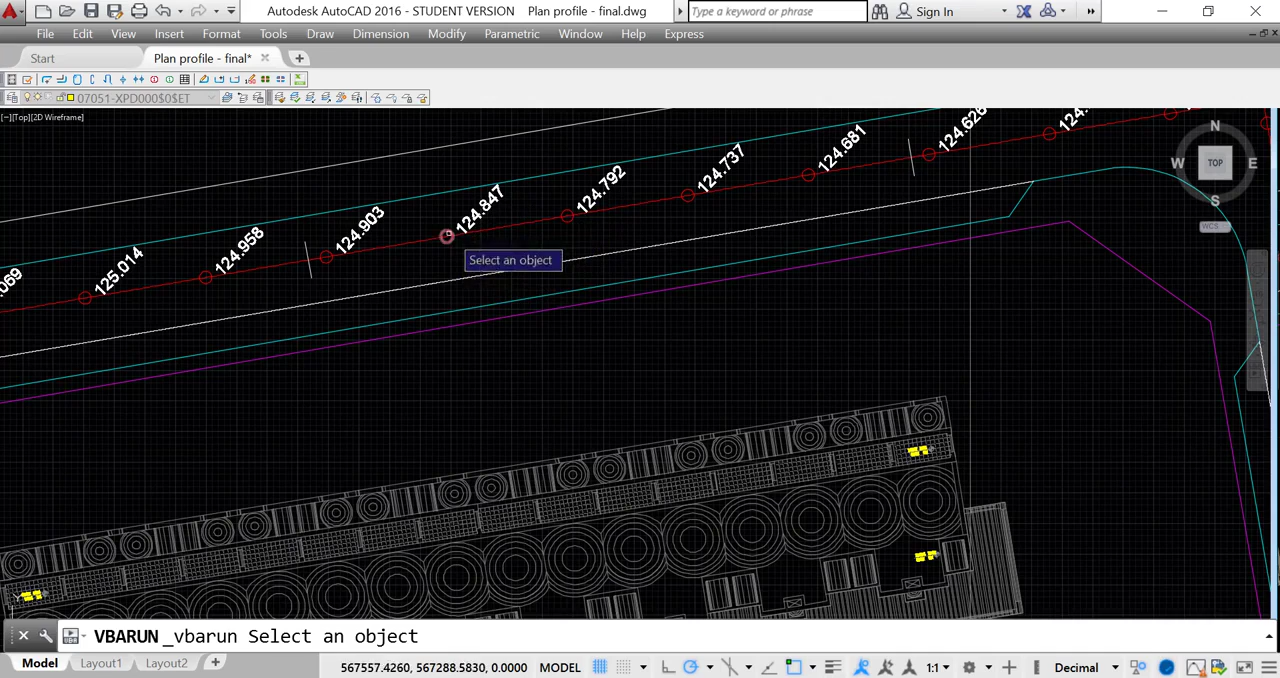 Autodesk AutoCAD 2016 - STUDENT VERSION Plan profile - final.dwg
Type a keyword or phrase
Sign In
File Edit View Insert Format Tools Draw Dimension Modify Parametric Window Help Express
Start
Plan profile - final*
07051-XPD000$0$ET
[−][Top][2D Wireframe]
N
W TOP E
S
WCS
124.626
124.681
124.737
124.792
124.847
124.903
124.958
125.014
Select an object
VBARUN _vbarun Select an object
Model Layout1 Layout2
567557.4260, 567288.5830, 0.0000 MODEL 1:1 Decimal